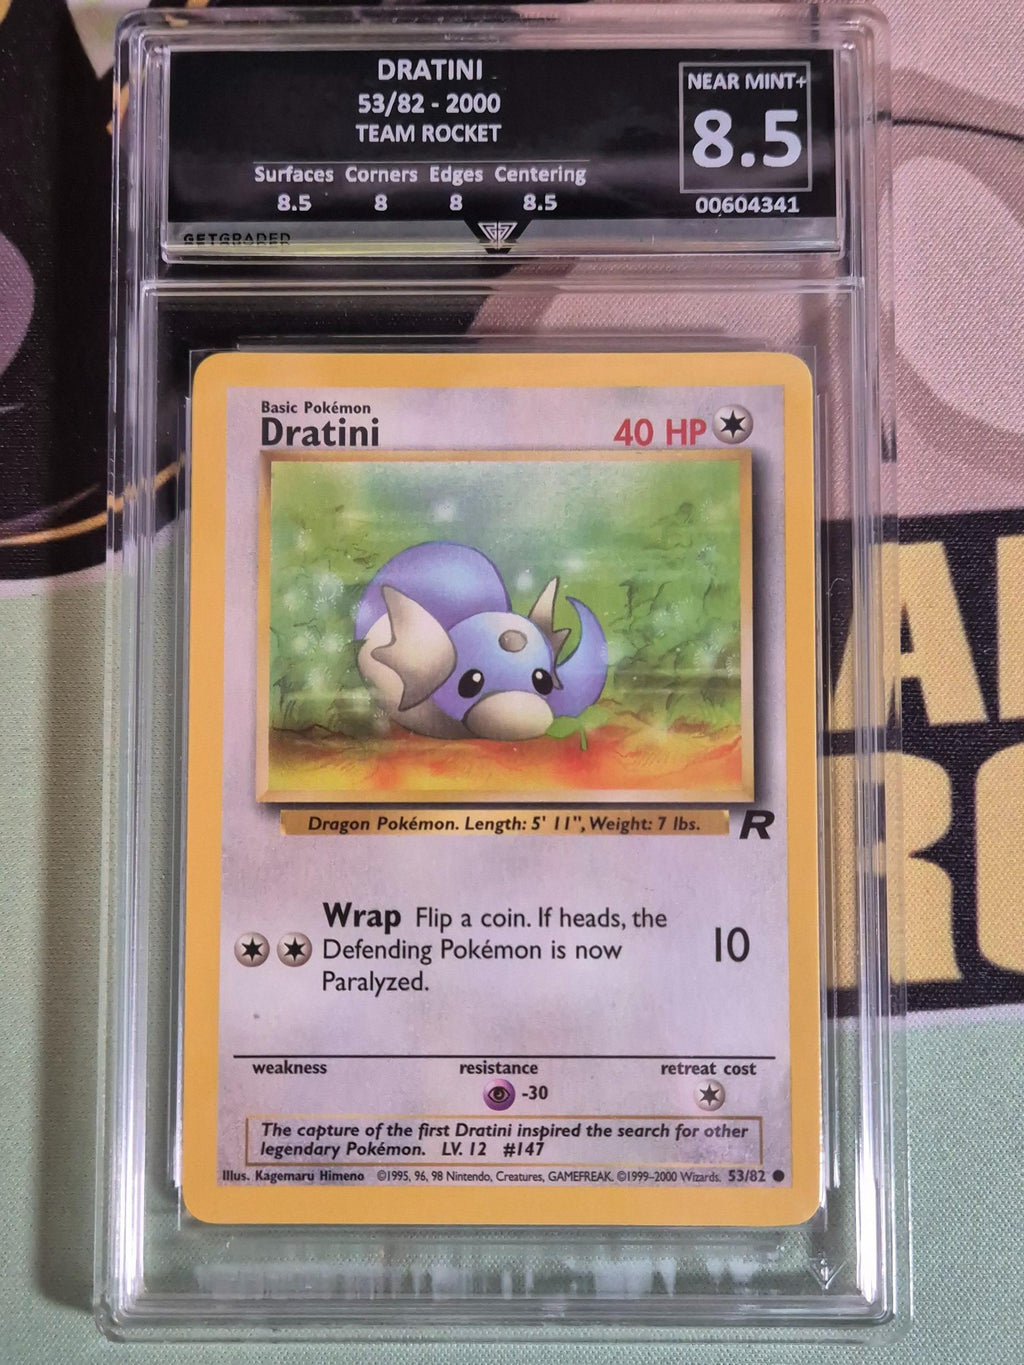 DRATINI
53/82 - 2000
TEAM ROCKET
NEAR MINT+
8.5
00604341
Surfaces Corners Edges Centering
8.5 8 8 8.5
GETGRADED
Basic Pokémon
Dratini
40 HP
Dragon Pokémon. Length: 5' 11", Weight: 7 lbs.
R
Wrap Flip a coin. If heads, the
Defending Pokémon is now
Paralyzed.
10
weakness resistance retreat cost
-30
The capture of the first Dratini inspired the search for other
legendary Pokémon. LV. 12 #147
Illus. Kagemaru Himeno ©1995, 96, 98 Nintendo, Creatures, GAMEFREAK. ©1999–2000 Wizards. 53/82